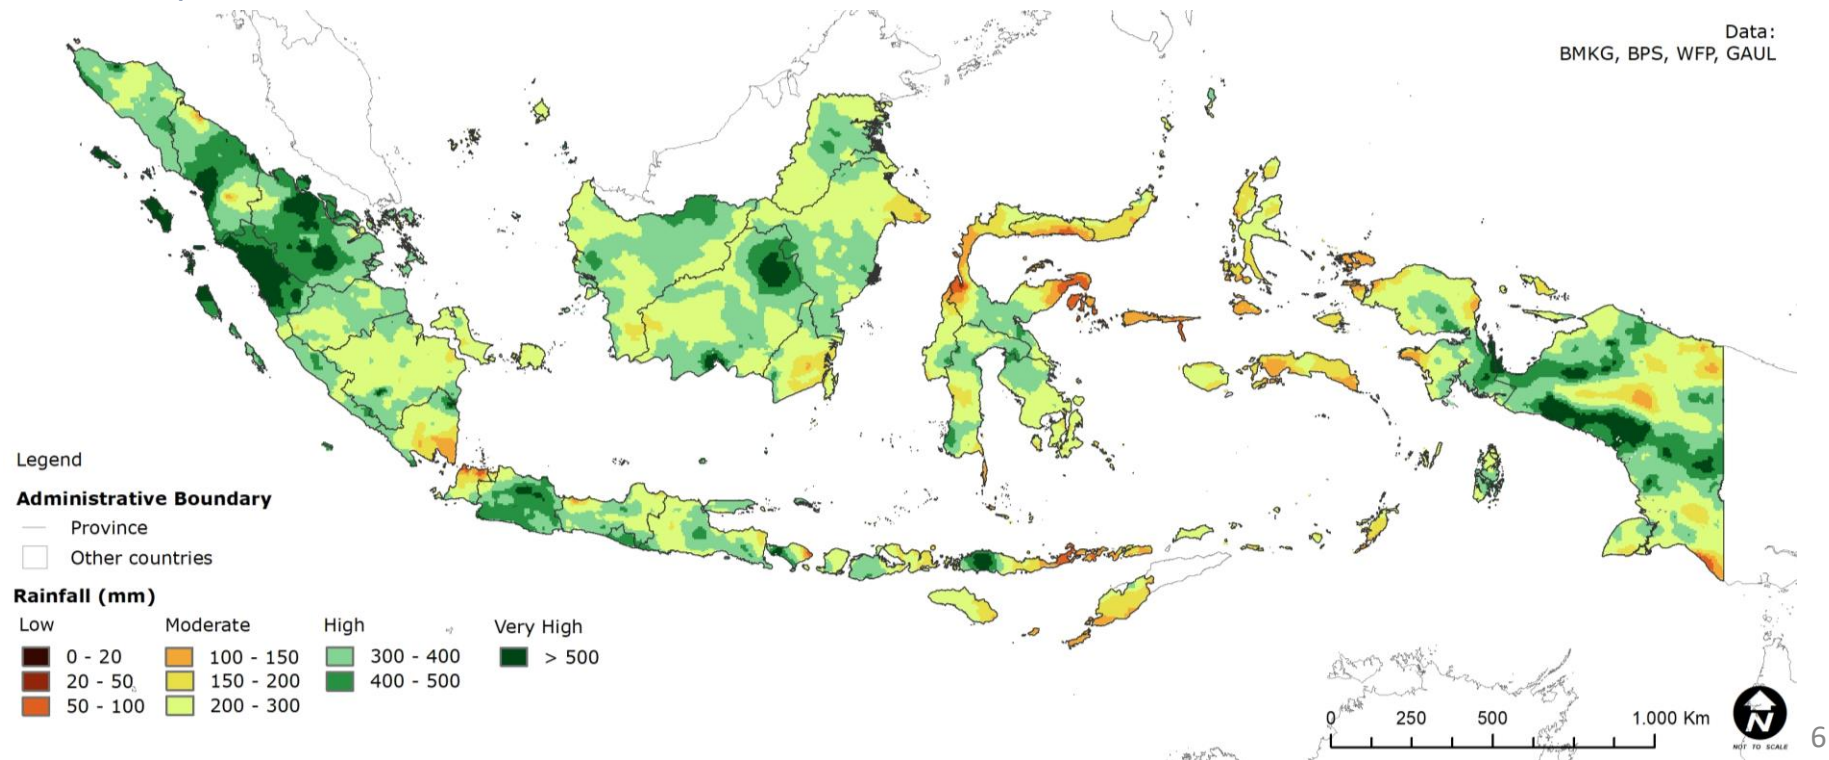 Data:
BMKG, BPS, WFP, GAUL
Legend
Administrative Boundary
Province
Other countries
Rainfall (mm)
Low
Moderate
High
Very High
0 - 20
100 - 150
300 - 400
> 500
20 - 50
150 - 200
400 - 500
50 - 100
200 - 300
0
250
500
1.000 Km
N
NOT TO SCALE
6